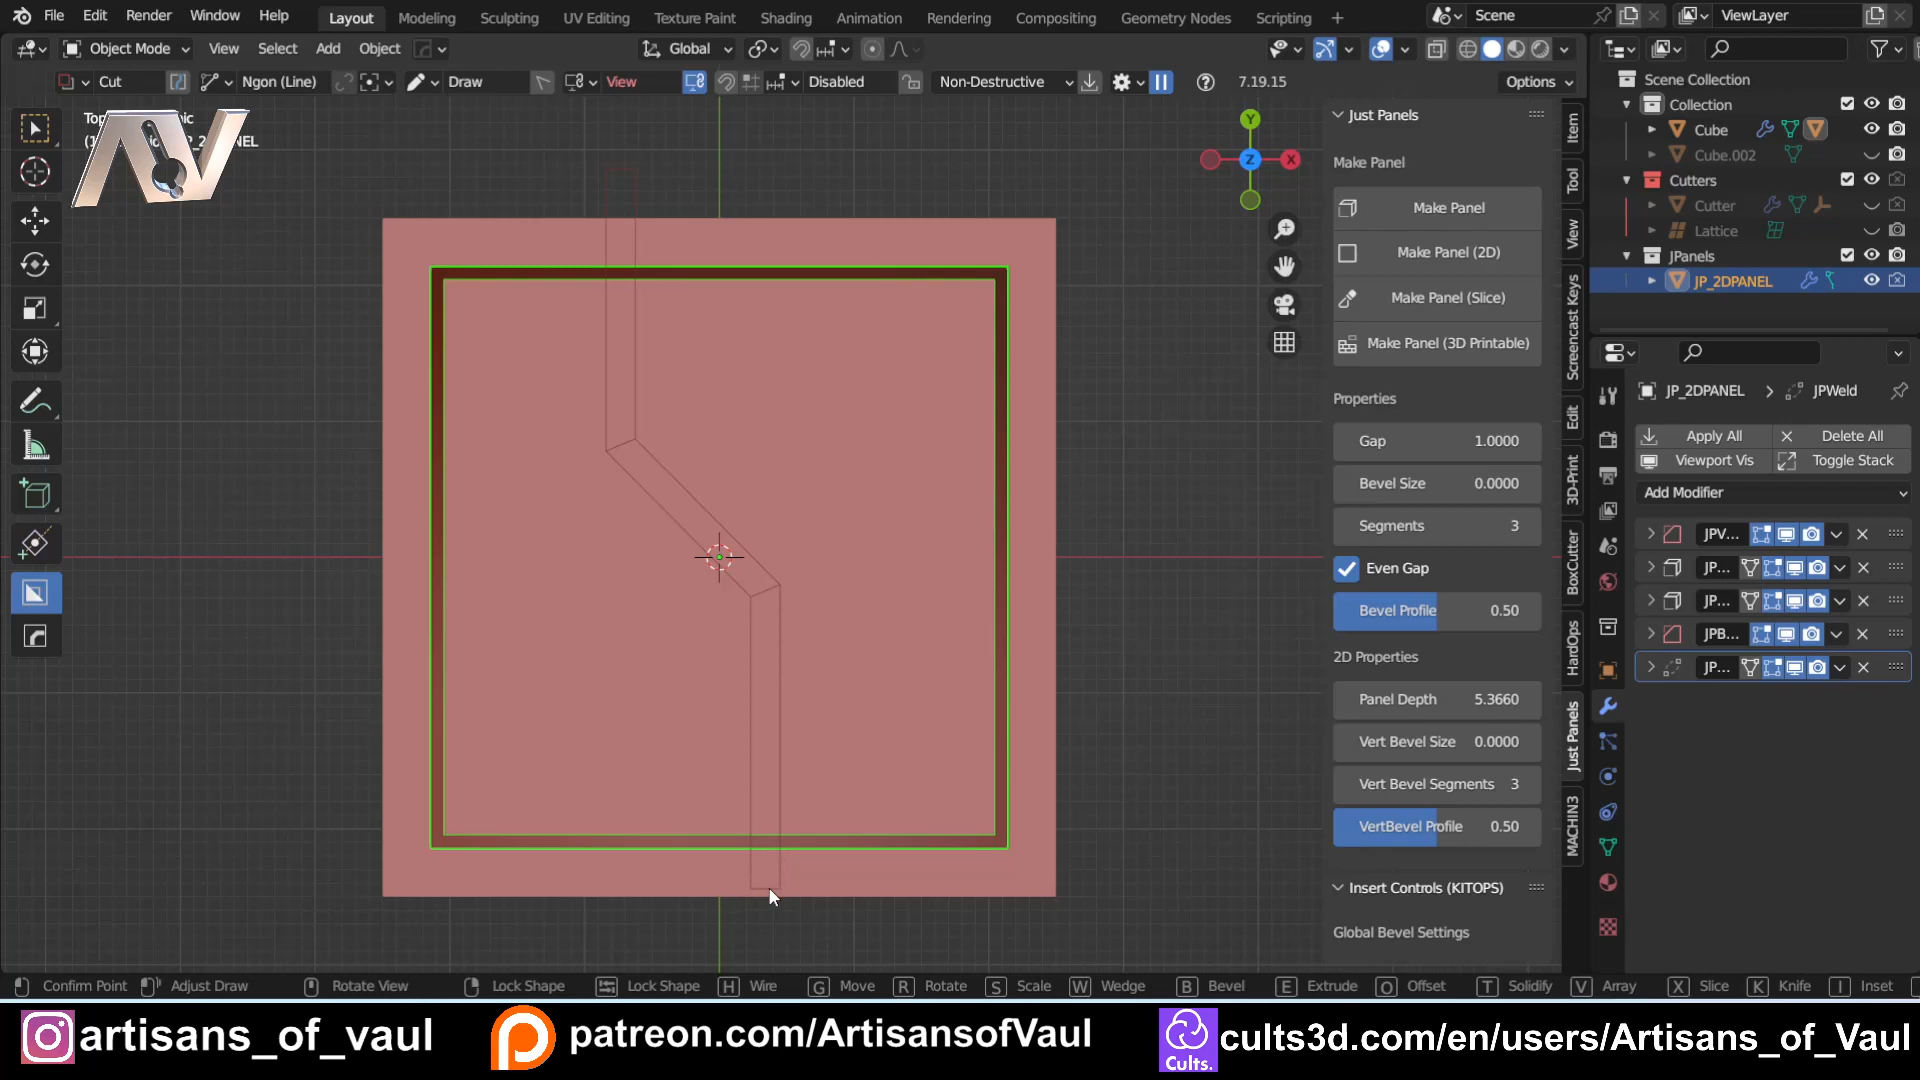 File Edit Render Window Help Layout Modeling Sculpting UV Editing Texture Paint Shading Animation Rendering Compositing Geometry Nodes Scripting + Scene ViewLayer
Object Mode View Select Add Object Global
Cut Ngon (Line) Draw View Disabled Non-Destructive 7.19.15 Options
Scene Collection
Collection
Cube
Cube.002
Cutters
Cutter
Lattice
JPanels
JP_2DPANEL
AV
Y
X
Z
Just Panels
Make Panel
Make Panel
Make Panel (2D)
Make Panel (Slice)
Make Panel (3D Printable)
Properties
Gap 1.0000
Bevel Size 0.0000
Segments 3
Even Gap
Bevel Profile 0.50
2D Properties
Panel Depth 5.3660
Vert Bevel Size 0.0000
Vert Bevel Segments 3
VertBevel Profile 0.50
Insert Controls (KITOPS)
Global Bevel Settings
Item
Tool
View
Screencast Keys
Edit
3D-Print
BoxCutter
HardOps
Just Panels
MACHIN3
JP_2DPANEL > JPWeld
Apply All Delete All
Viewport Vis Toggle Stack
Add Modifier
JPV...
JP...
JP...
JPB...
JP...
Confirm Point Adjust Draw Rotate View Lock Shape Lock Shape H Wire G Move R Rotate S Scale W Wedge B Bevel E Extrude O Offset T Solidify V Array X Slice K Knife I Inset
artisans_of_vaul patreon.com/ArtisansofVaul Cults. cults3d.com/en/users/Artisans_of_Vaul